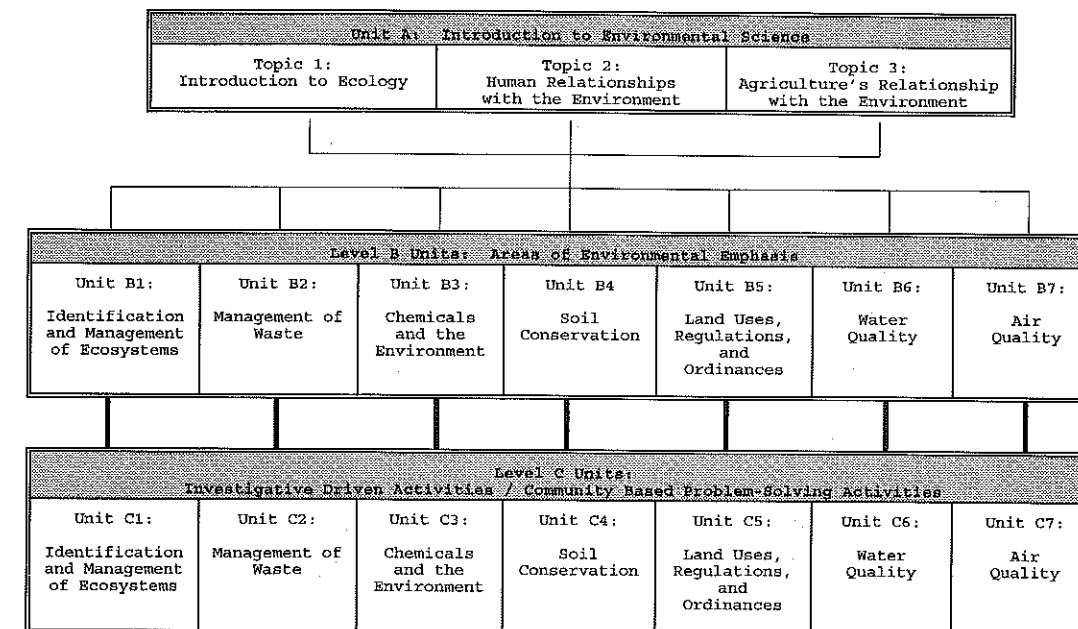 Unit A: Introduction to Environmental Science
Topic 1:
Introduction to Ecology
Topic 2:
Human Relationships
with the Environment
Topic 3:
Agriculture's Relationship
with the Environment
Level B Units: Areas of Environmental Emphasis
Unit B1:
Identification
and Management
of Ecosystems
Unit B2:
Management of
Waste
Unit B3:
Chemicals
and the
Environment
Unit B4
Soil
Conservation
Unit B5:
Land Uses,
Regulations,
and
Ordinances
Unit B6:
Water
Quality
Unit B7:
Air
Quality
Level C Units:
Investigative Driven Activities / Community Based Problem-Solving Activities
Unit C1:
Identification
and Management
of Ecosystems
Unit C2:
Management of
Waste
Unit C3:
Chemicals
and the
Environment
Unit C4:
Soil
Conservation
Unit C5:
Land Uses,
Regulations,
and
Ordinances
Unit C6:
Water
Quality
Unit C7:
Air
Quality